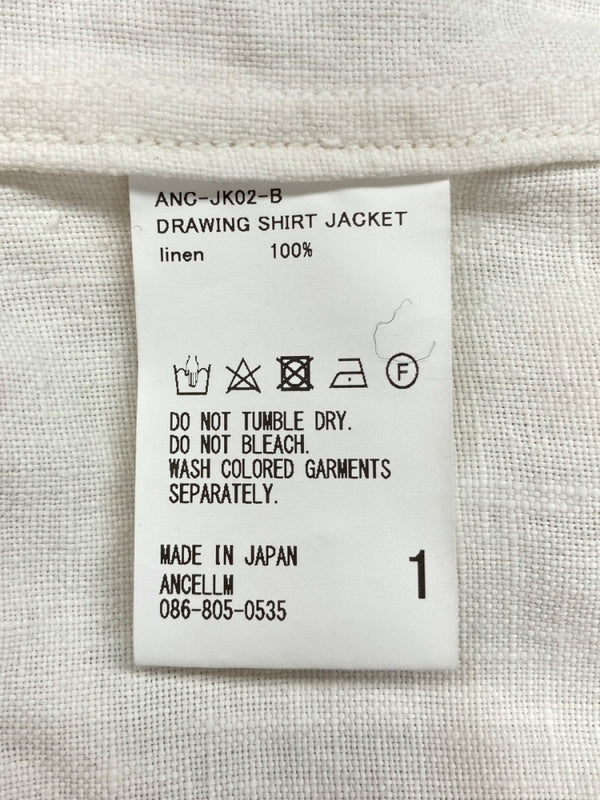 ANC-JK02-B
DRAWING SHIRT JACKET
linen 100%
F
DO NOT TUMBLE DRY.
DO NOT BLEACH.
WASH COLORED GARMENTS
SEPARATELY.
MADE IN JAPAN
ANCELLM
086-805-0535
1